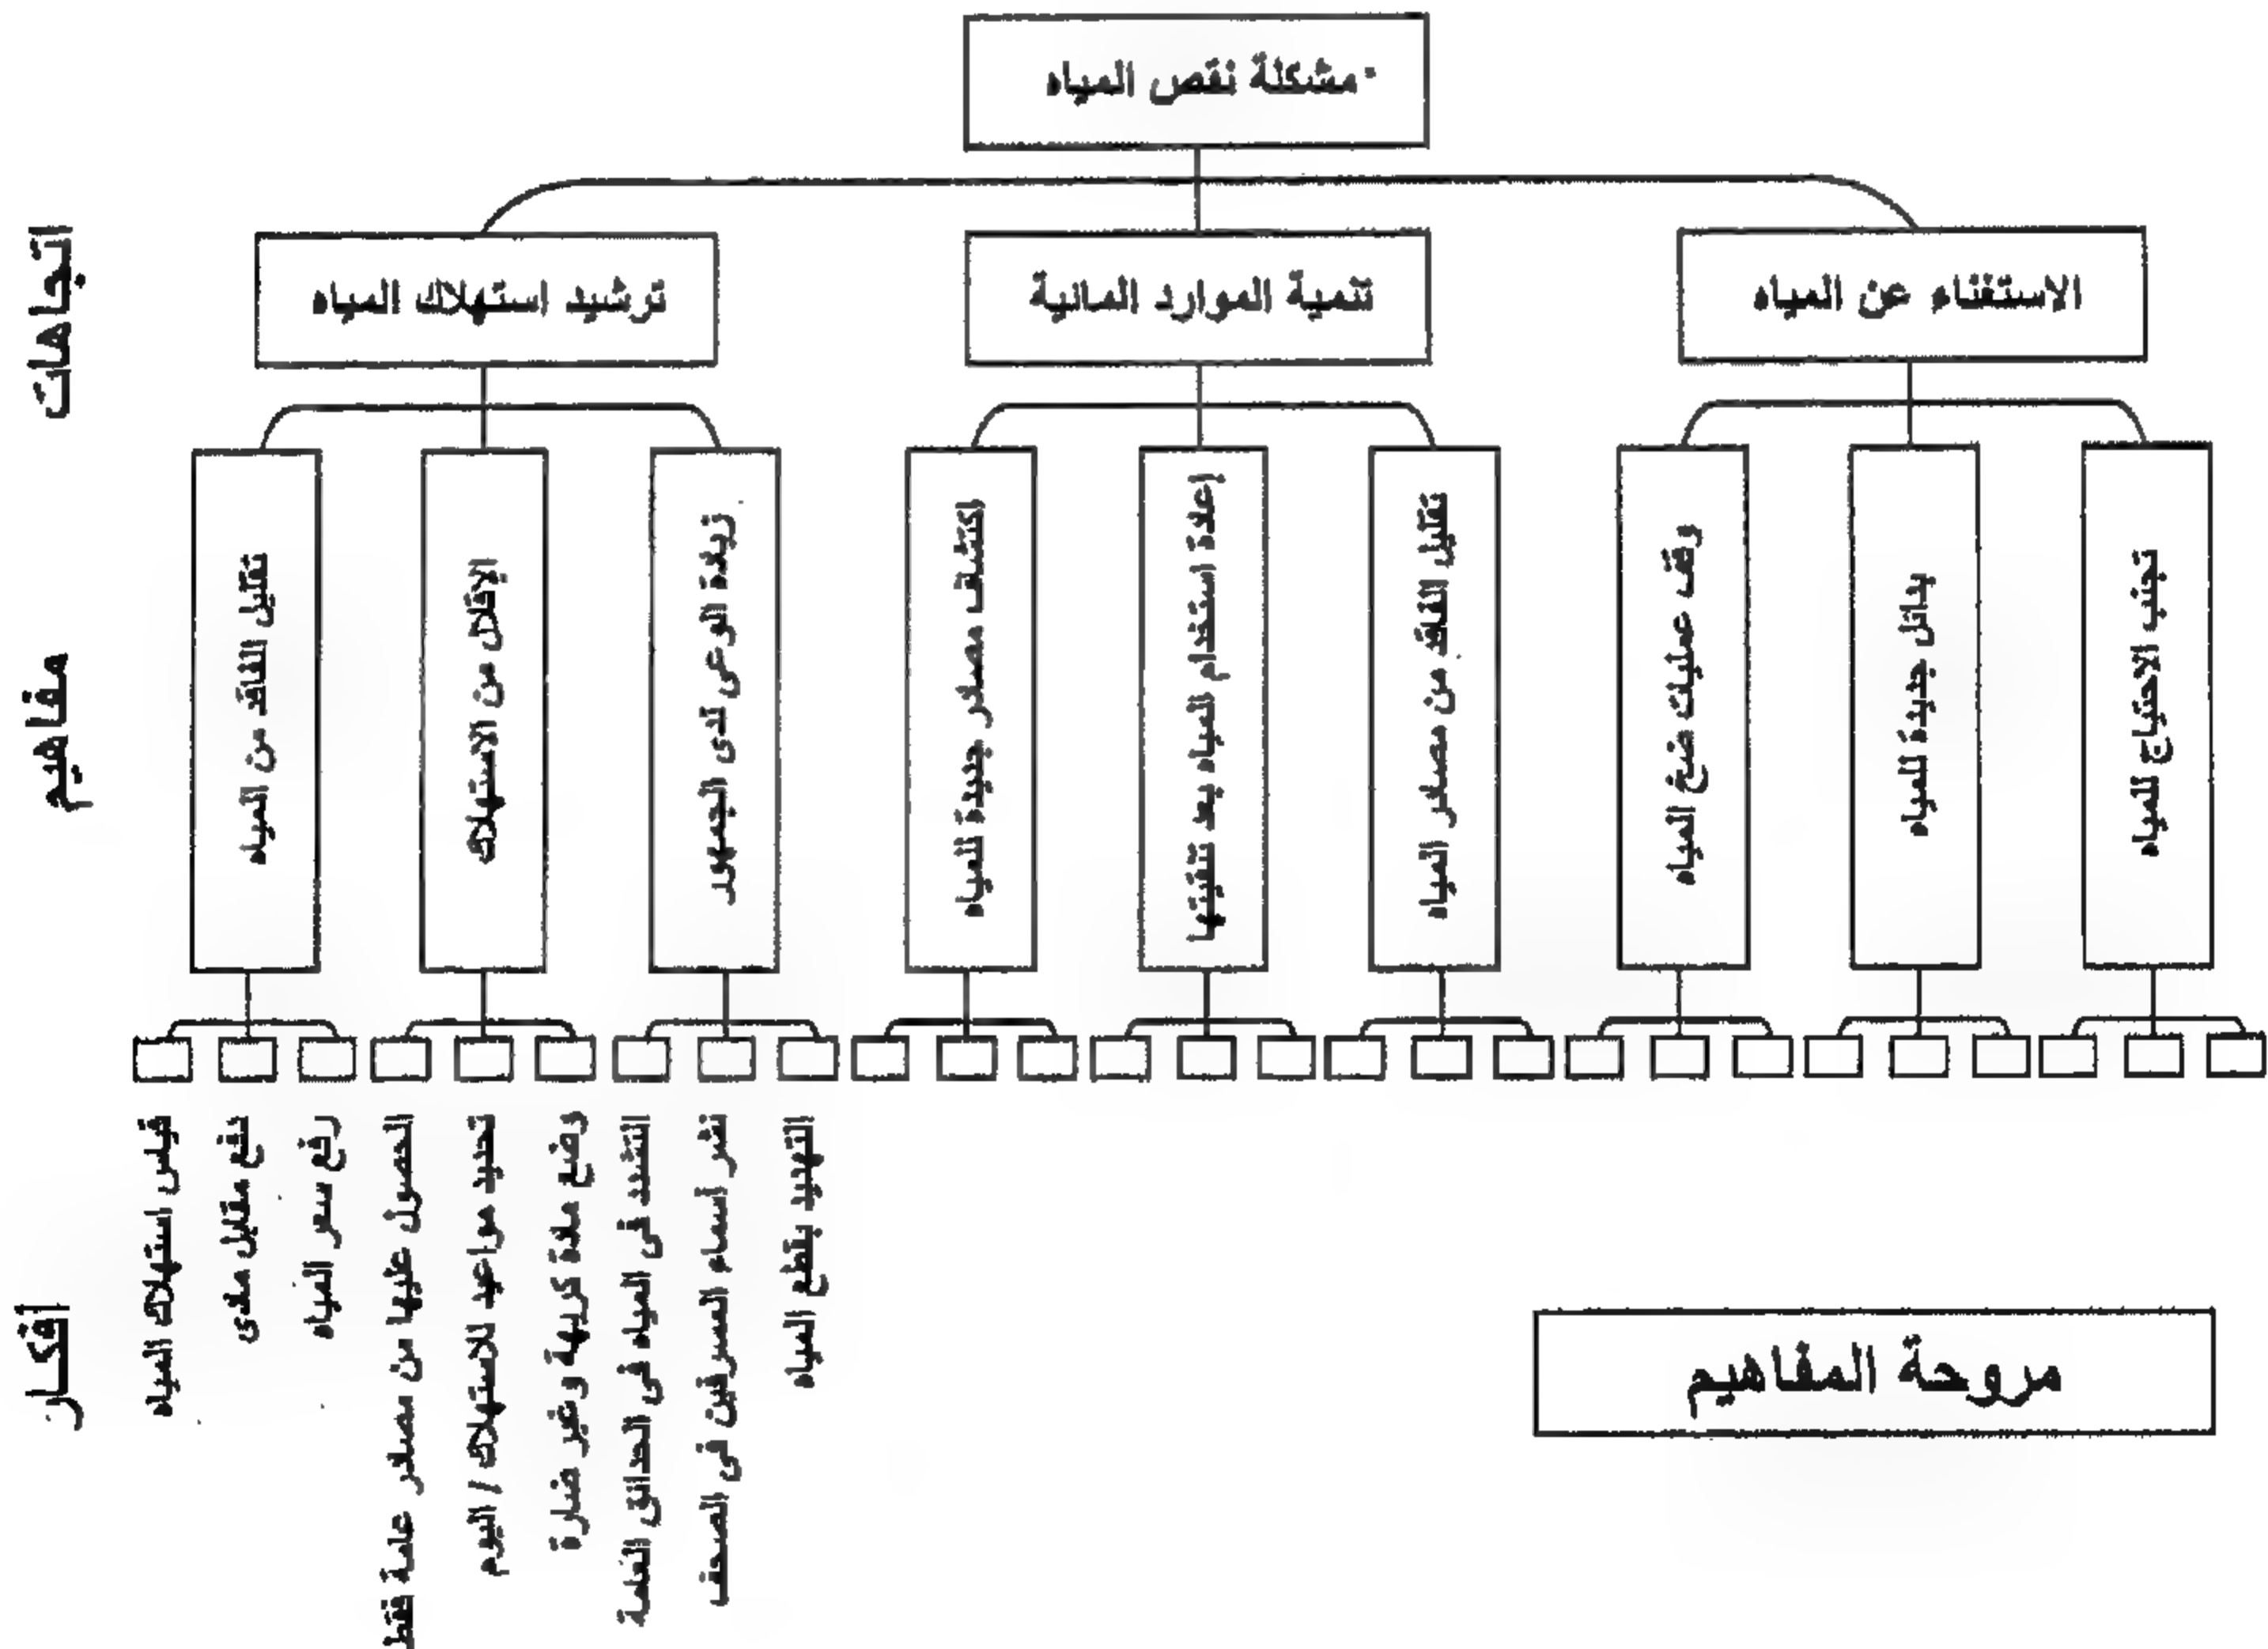 مشكلة نقص المياه
اتجاهات
الاستغناء عن المياه
تنمية الموارد المائية
ترشيد استهلاك المياه
مفاهيم
تجنب الاحتياج للمياه
بدائل جديدة للمياه
وقف عمليات ضخ المياه
تقليل الفاقد من مصادر المياه
إعادة استخدام المياه بعد تنقيتها
اكتشاف مصادر جديدة للمياه
زيادة الوعى لدى الجمهور
الإقلال من الاستهلاك
تقليل الفاقد من المياه
أفكار
التهديد بقطع المياه
نشر أسماء المسرفين فى الصحف
التشدد فى المياه فى الحدائق العامة
وضع مادة كريهة وغير ضارة
تحديد مواعيد للاستهلاك / اليوم
الحصول عليها من مصادر عامة فقط
رفع سعر المياه
دفع مقابل مادى
قياس استهلاك المياه
مروحة المفاهيم